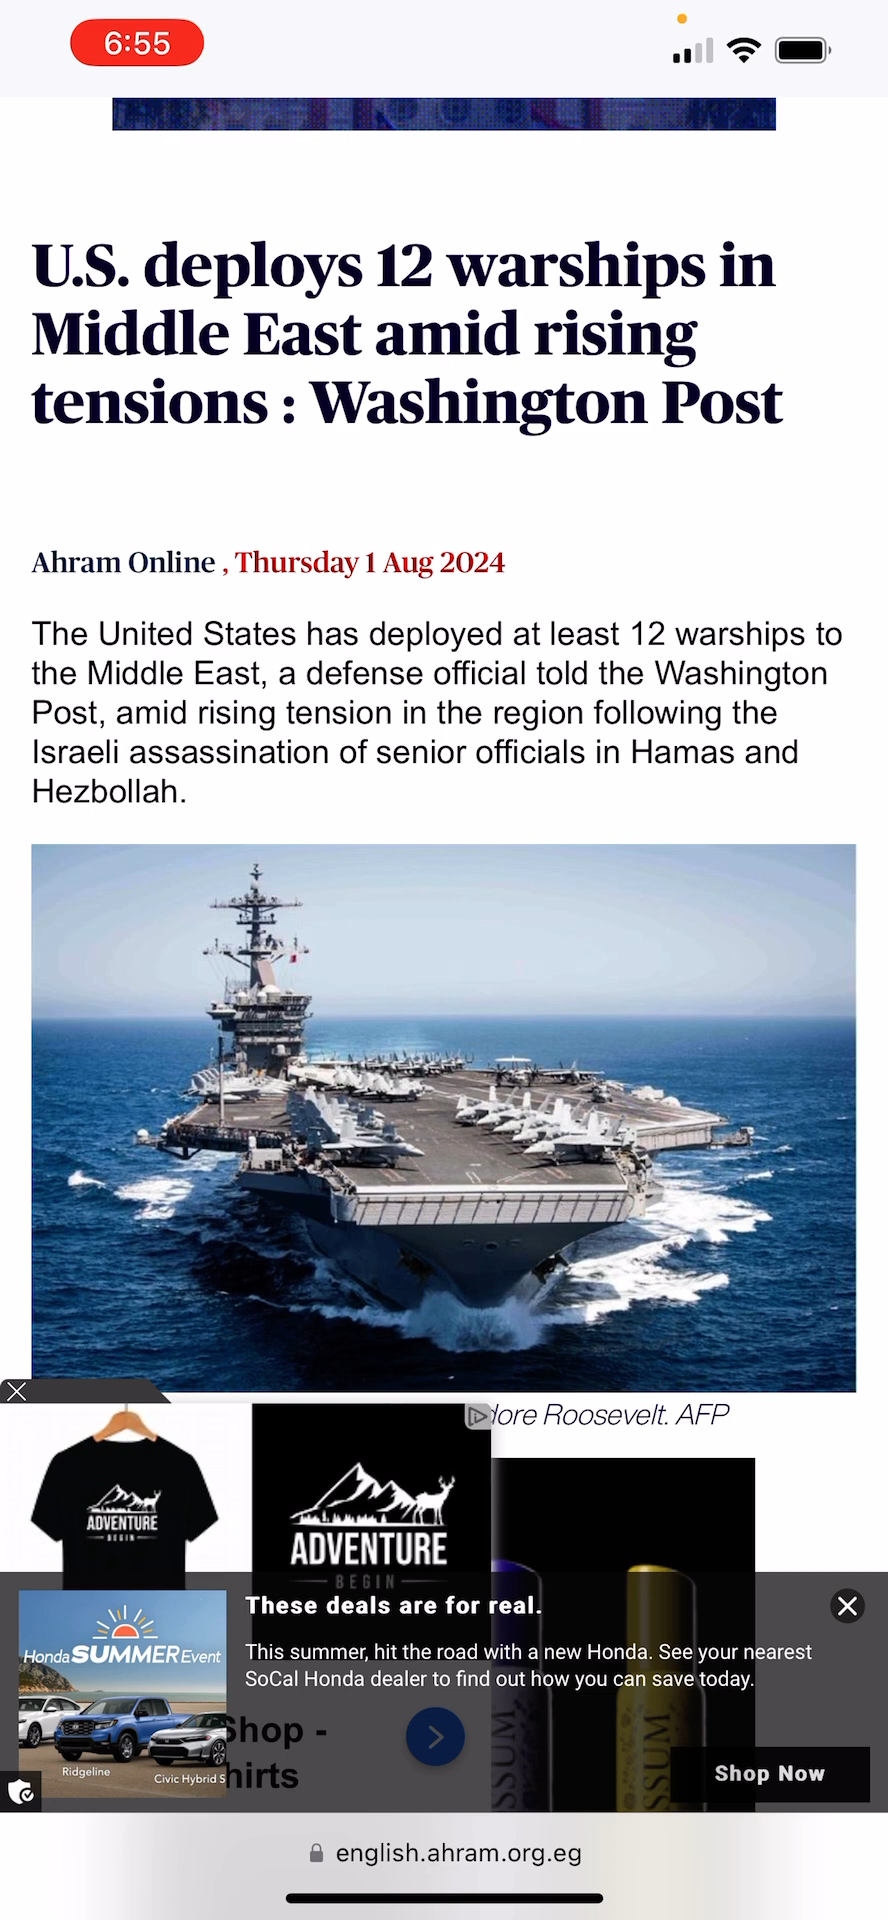 6:55
U.S. deploys 12 warships in
Middle East amid rising
tensions : Washington Post
Ahram Online , Thursday 1 Aug 2024
The United States has deployed at least 12 warships to
the Middle East, a defense official told the Washington
Post, amid rising tension in the region following the
Israeli assassination of senior officials in Hamas and
Hezbollah.
Roosevelt. AFP
ADVENTURE
BEGIN
ADVENTURE
BEGIN
These deals are for real.
This summer, hit the road with a new Honda. See your nearest
SoCal Honda dealer to find out how you can save today.
Honda SUMMER Event
Ridgeline
Civic Hybrid S
Shop -
hirts
SSUM
SSUM
Shop Now
english.ahram.org.eg